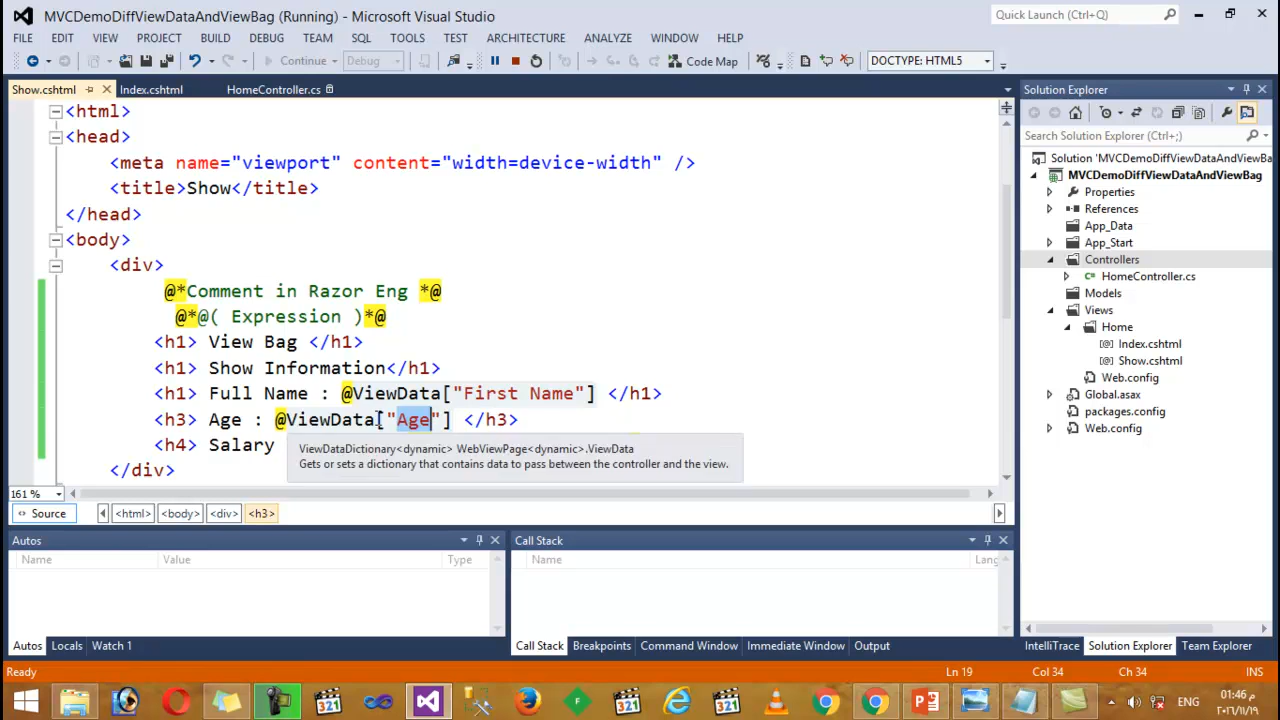 MVCDemoDiffViewDataAndViewBag (Running) - Microsoft Visual Studio
Quick Launch (Ctrl+Q)
FILE EDIT VIEW PROJECT BUILD DEBUG TEAM SQL TOOLS TEST ARCHITECTURE ANALYZE WINDOW HELP
Continue Debug Code Map DOCTYPE: HTML5
Show.cshtml Index.cshtml HomeController.cs
<html>
<head>
<meta name="viewport" content="width=device-width" />
<title>Show</title>
</head>
<body>
<div>
@*Comment in Razor Eng *@
@*@( Expression )*@
<h1> View Bag </h1>
<h1> Show Information</h1>
<h1> Full Name : @ViewData["First Name"] </h1>
<h3> Age : @ViewData["Age"] </h3>
<h4> Salary
ViewDataDictionary<dynamic> WebViewPage<dynamic>.ViewData
Gets or sets a dictionary that contains data to pass between the controller and the view.
</div>
161 %
Source <html> <body> <div> <h3>
Autos
Name Value Type
Autos Locals Watch 1
Call Stack
Name Lang
Call Stack Breakpoints Command Window Immediate Window Output
Solution Explorer
Search Solution Explorer (Ctrl+;)
Solution 'MVCDemoDiffViewDataAndViewBa
MVCDemoDiffViewDataAndViewBag
Properties
References
App_Data
App_Start
Controllers
C# HomeController.cs
Models
Views
Home
Index.cshtml
Show.cshtml
Web.config
Global.asax
packages.config
Web.config
IntelliTrace Solution Explorer Team Explorer
Ready Ln 19 Col 34 Ch 34 INS
ENG
01:46 م
٢٠١٦/١١/١٩